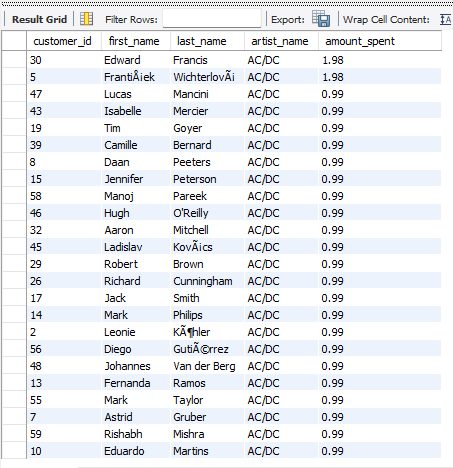 Result Grid Filter Rows: Export: Wrap Cell Content:
customer_id first_name last_name artist_name amount_spent
30 Edward Francis AC/DC 1.98
5 FrantiÅiek WichterlovÃi AC/DC 1.98
47 Lucas Mancini AC/DC 0.99
43 Isabelle Mercier AC/DC 0.99
19 Tim Goyer AC/DC 0.99
39 Camille Bernard AC/DC 0.99
8 Daan Peeters AC/DC 0.99
15 Jennifer Peterson AC/DC 0.99
58 Manoj Pareek AC/DC 0.99
46 Hugh O'Reilly AC/DC 0.99
32 Aaron Mitchell AC/DC 0.99
45 Ladislav KovÃ¡cs AC/DC 0.99
29 Robert Brown AC/DC 0.99
26 Richard Cunningham AC/DC 0.99
17 Jack Smith AC/DC 0.99
14 Mark Philips AC/DC 0.99
2 Leonie KÃ¶hler AC/DC 0.99
56 Diego GutiÃ©rrez AC/DC 0.99
48 Johannes Van der Berg AC/DC 0.99
13 Fernanda Ramos AC/DC 0.99
55 Mark Taylor AC/DC 0.99
7 Astrid Gruber AC/DC 0.99
59 Rishabh Mishra AC/DC 0.99
10 Eduardo Martins AC/DC 0.99